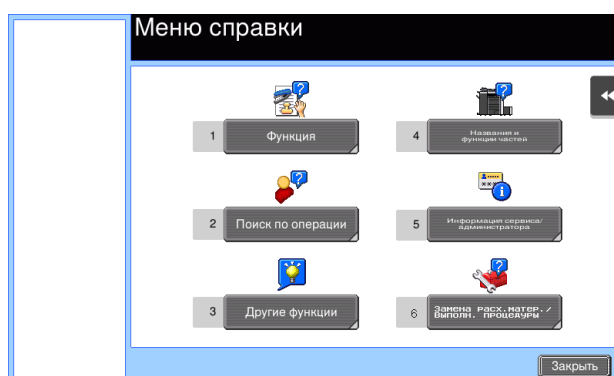 Меню справки
1 Функция
4 Названия и
функции частей
2 Поиск по операции
5 Информация сервиса/
администратора
3 Другие функции
6 Замена расх.матер./
Выполн. процедуры
Закрыть